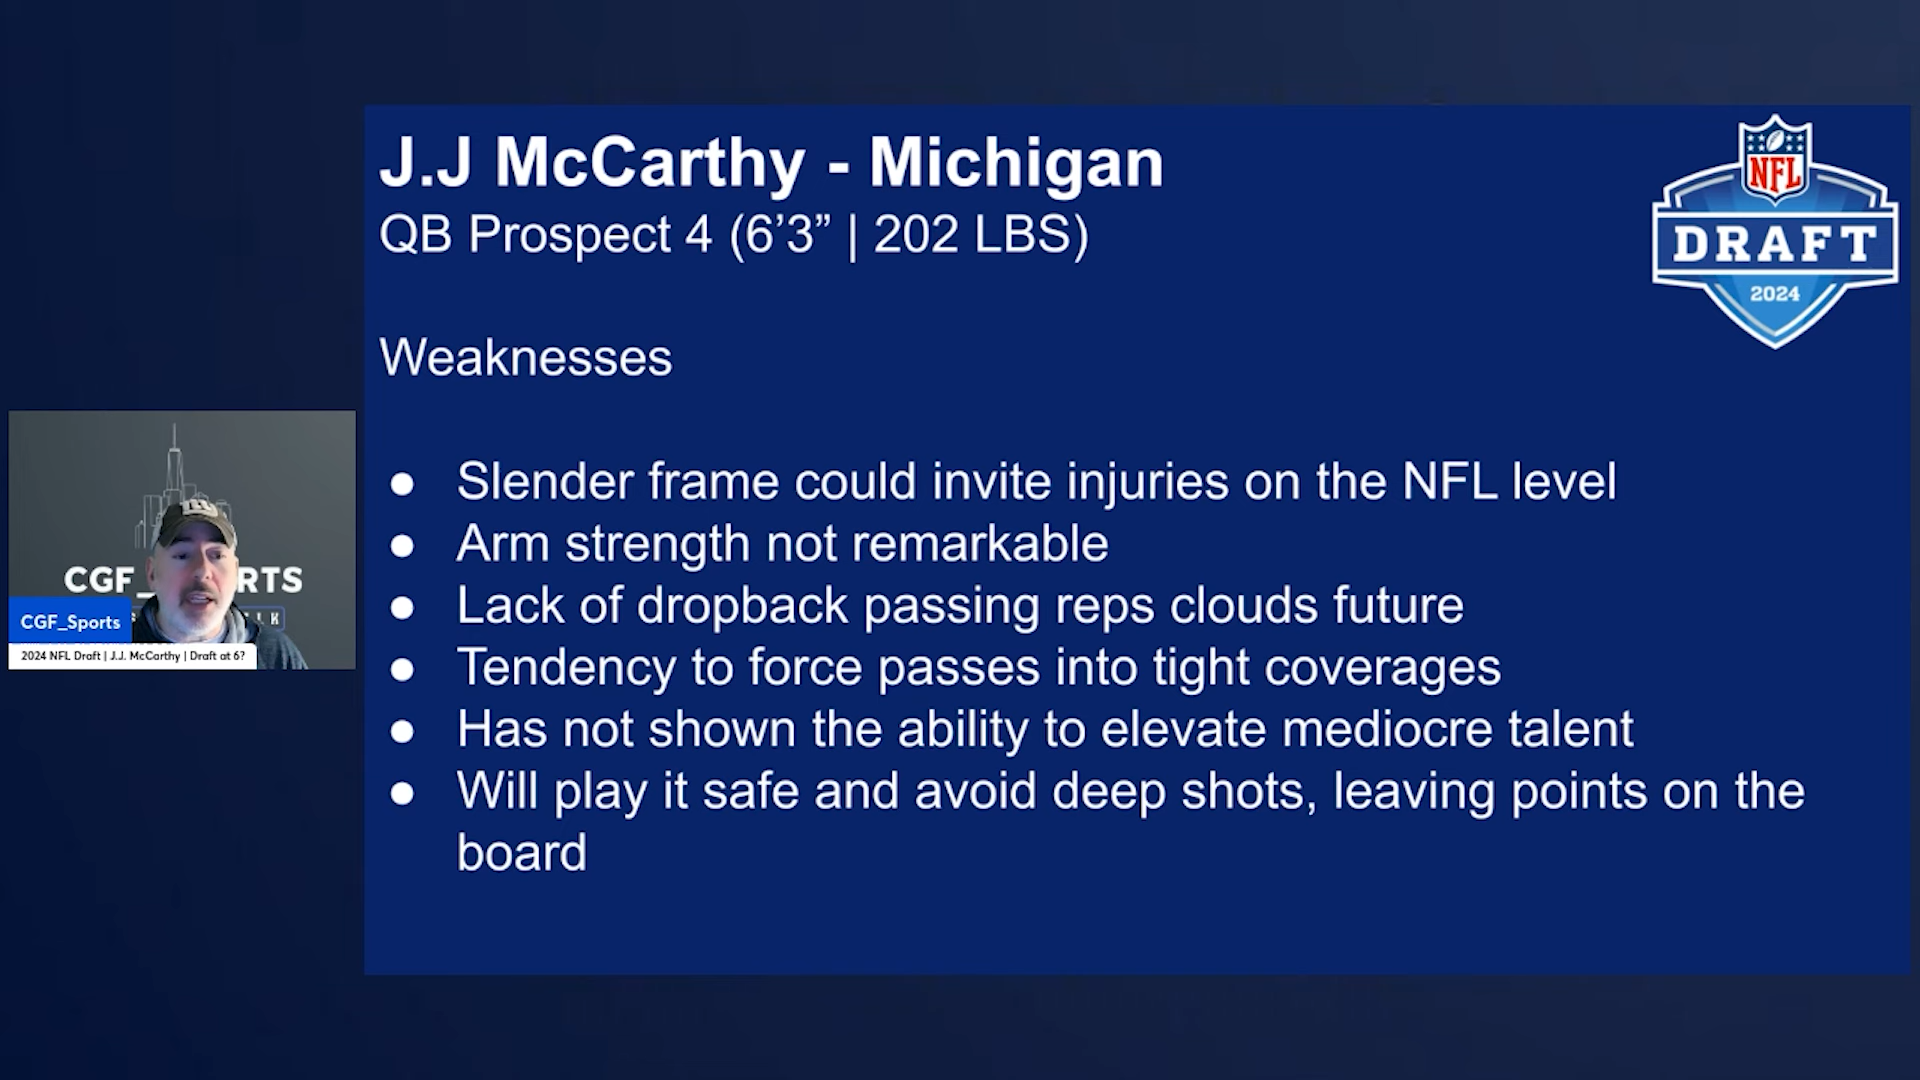 J.J McCarthy - Michigan
QB Prospect 4 (6’3” | 202 LBS)
NFL
DRAFT
2024
Weaknesses
● Slender frame could invite injuries on the NFL level
● Arm strength not remarkable
● Lack of dropback passing reps clouds future
● Tendency to force passes into tight coverages
● Has not shown the ability to elevate mediocre talent
● Will play it safe and avoid deep shots, leaving points on the
board
CGF_ RTS
CGF_Sports
2024 NFL Draft | J.J. McCarthy | Draft at 6?